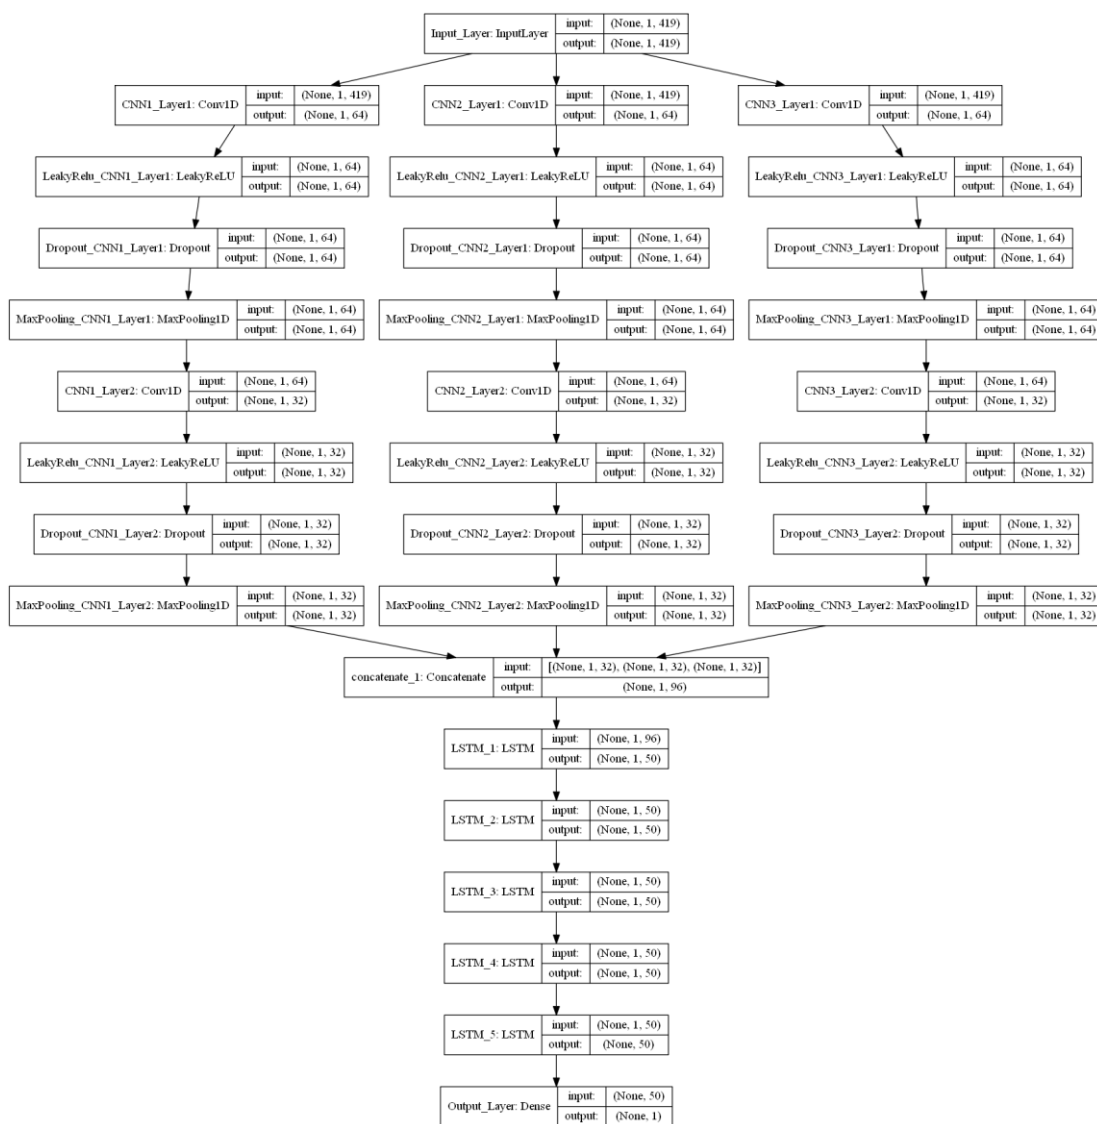 Input_Layer: InputLayer
input: (None, 1, 419)
output: (None, 1, 419)
CNN1_Layer1: Conv1D
input: (None, 1, 419)
output: (None, 1, 64)
CNN2_Layer1: Conv1D
input: (None, 1, 419)
output: (None, 1, 64)
CNN3_Layer1: Conv1D
input: (None, 1, 419)
output: (None, 1, 64)
LeakyRelu_CNN1_Layer1: LeakyReLU
input: (None, 1, 64)
output: (None, 1, 64)
LeakyRelu_CNN2_Layer1: LeakyReLU
input: (None, 1, 64)
output: (None, 1, 64)
LeakyRelu_CNN3_Layer1: LeakyReLU
input: (None, 1, 64)
output: (None, 1, 64)
Dropout_CNN1_Layer1: Dropout
input: (None, 1, 64)
output: (None, 1, 64)
Dropout_CNN2_Layer1: Dropout
input: (None, 1, 64)
output: (None, 1, 64)
Dropout_CNN3_Layer1: Dropout
input: (None, 1, 64)
output: (None, 1, 64)
MaxPooling_CNN1_Layer1: MaxPooling1D
input: (None, 1, 64)
output: (None, 1, 64)
MaxPooling_CNN2_Layer1: MaxPooling1D
input: (None, 1, 64)
output: (None, 1, 64)
MaxPooling_CNN3_Layer1: MaxPooling1D
input: (None, 1, 64)
output: (None, 1, 64)
CNN1_Layer2: Conv1D
input: (None, 1, 64)
output: (None, 1, 32)
CNN2_Layer2: Conv1D
input: (None, 1, 64)
output: (None, 1, 32)
CNN3_Layer2: Conv1D
input: (None, 1, 64)
output: (None, 1, 32)
LeakyRelu_CNN1_Layer2: LeakyReLU
input: (None, 1, 32)
output: (None, 1, 32)
LeakyRelu_CNN2_Layer2: LeakyReLU
input: (None, 1, 32)
output: (None, 1, 32)
LeakyRelu_CNN3_Layer2: LeakyReLU
input: (None, 1, 32)
output: (None, 1, 32)
Dropout_CNN1_Layer2: Dropout
input: (None, 1, 32)
output: (None, 1, 32)
Dropout_CNN2_Layer2: Dropout
input: (None, 1, 32)
output: (None, 1, 32)
Dropout_CNN3_Layer2: Dropout
input: (None, 1, 32)
output: (None, 1, 32)
MaxPooling_CNN1_Layer2: MaxPooling1D
input: (None, 1, 32)
output: (None, 1, 32)
MaxPooling_CNN2_Layer2: MaxPooling1D
input: (None, 1, 32)
output: (None, 1, 32)
MaxPooling_CNN3_Layer2: MaxPooling1D
input: (None, 1, 32)
output: (None, 1, 32)
concatenate_1: Concatenate
input: [(None, 1, 32), (None, 1, 32), (None, 1, 32)]
output: (None, 1, 96)
LSTM_1: LSTM
input: (None, 1, 96)
output: (None, 1, 50)
LSTM_2: LSTM
input: (None, 1, 50)
output: (None, 1, 50)
LSTM_3: LSTM
input: (None, 1, 50)
output: (None, 1, 50)
LSTM_4: LSTM
input: (None, 1, 50)
output: (None, 1, 50)
LSTM_5: LSTM
input: (None, 1, 50)
output: (None, 50)
Output_Layer: Dense
input: (None, 50)
output: (None, 1)